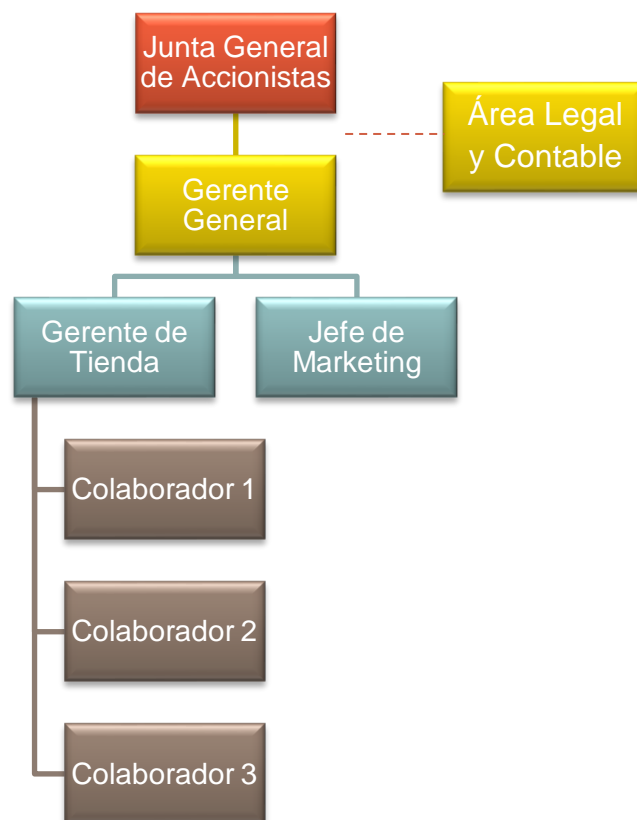 Junta General
de Accionistas
Área Legal
y Contable
Gerente
General
Gerente de
Tienda
Jefe de
Marketing
Colaborador 1
Colaborador 2
Colaborador 3